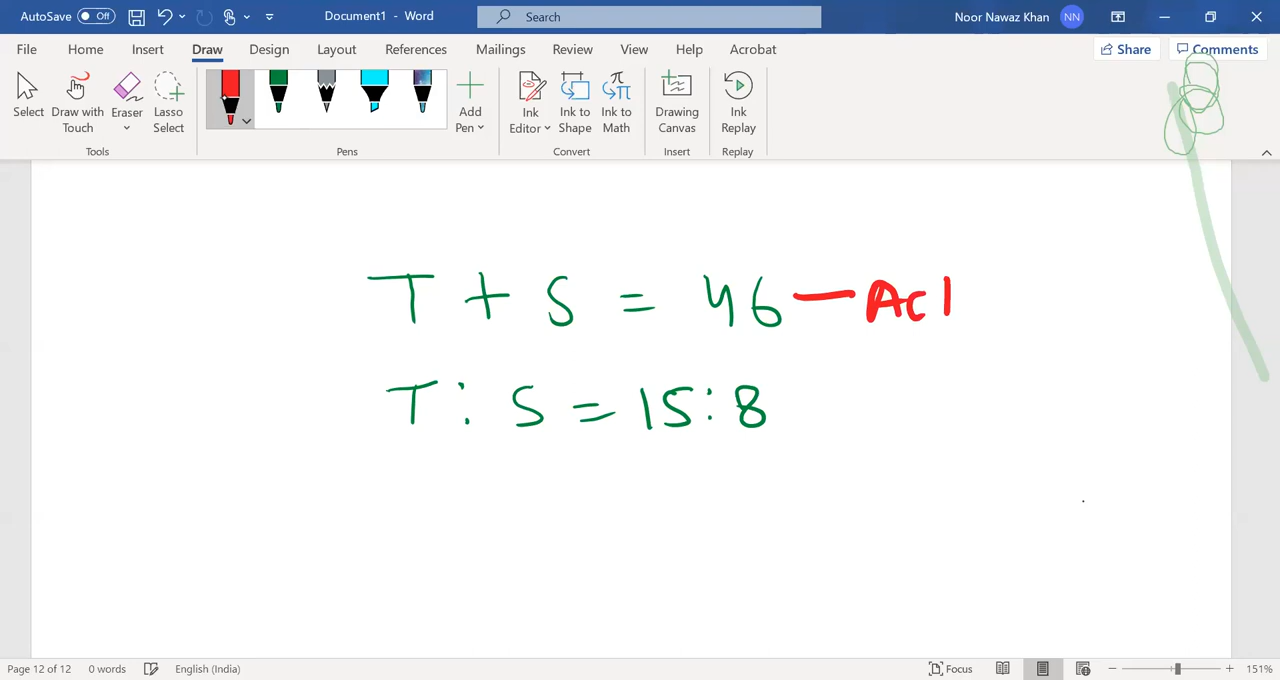 AutoSave Off Document1 - Word Search Noor Nawaz Khan NN
File Home Insert Draw Design Layout References Mailings Review View Help Acrobat Share Comments
Select Draw with Touch Eraser Lasso Select Add Pen Ink Editor Ink to Shape Ink to Math Drawing Canvas Ink Replay
Tools Pens Convert Insert Replay
T + S = 46 — Acl
T : S = 15 : 8
Page 12 of 12 0 words English (India) Focus 151%